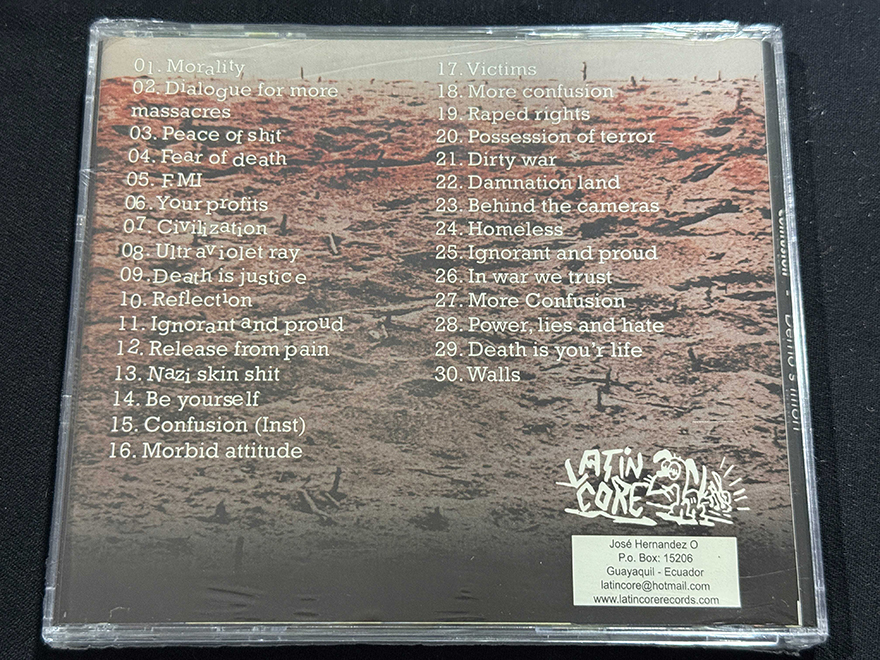 01. Morality
02. Dialogue for more
massacres
03. Peace of shit
04. Fear of death
05. F.MI
06. Your profits
07. Civilization
08. Ultraviolet ray
09. Death is justice
10. Reflection
11. Ignorant and proud
12. Release from pain
13. Nazi skin shit
14. Be yourself
15. Confusion (Inst)
16. Morbid attitude
17. Victims
18. More confusion
19. Raped rights
20. Possession of terror
21. Dirty war
22. Damnation land
23. Behind the cameras
24. Homeless
25. Ignorant and proud
26. In war we trust
27. More Confusion
28. Power, lies and hate
29. Death is you'r life
30. Walls
LATIN
CORE
José Hernandez O
P.o. Box: 15206
Guayaquil - Ecuador
latincore@hotmail.com
www.latincorerecords.com
Confusion